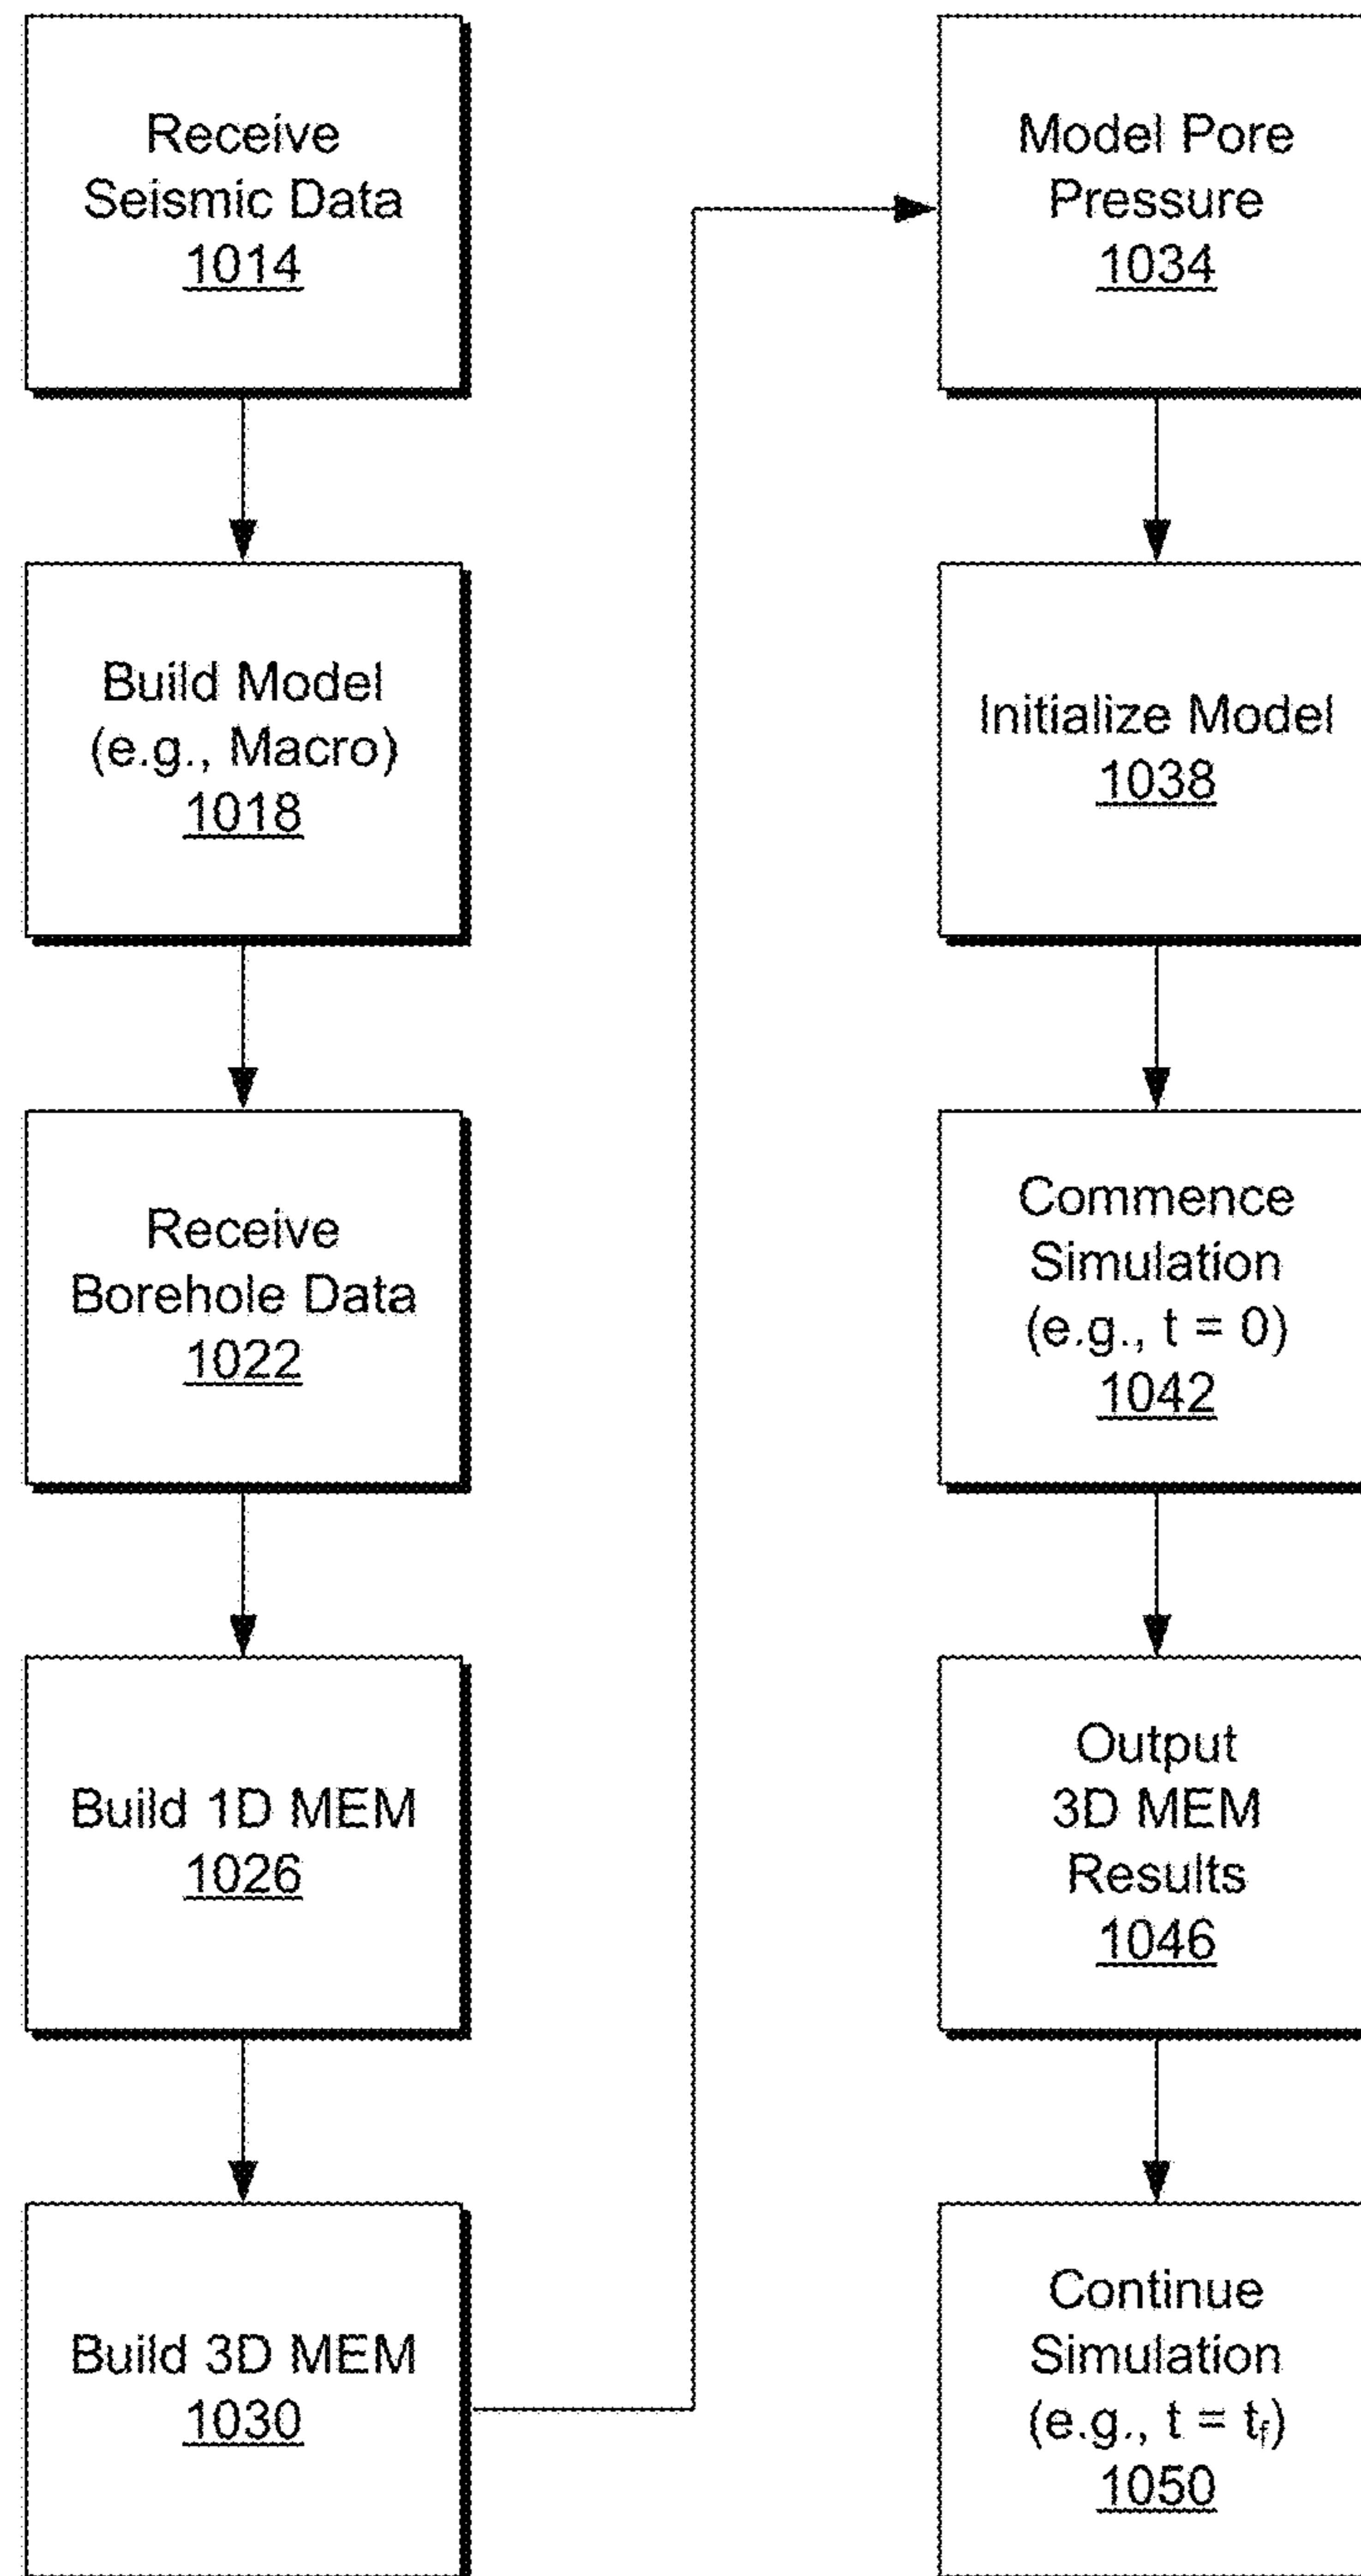 Receive
Seismic Data
1014
Build Model
(e.g., Macro)
1018
Receive
Borehole Data
1022
Build 1D MEM
1026
Build 3D MEM
1030
Model Pore
Pressure
1034
Initialize Model
1038
Commence
Simulation
(e.g., t = 0)
1042
Output
3D MEM
Results
1046
Continue
Simulation
(e.g., t = tf)
1050